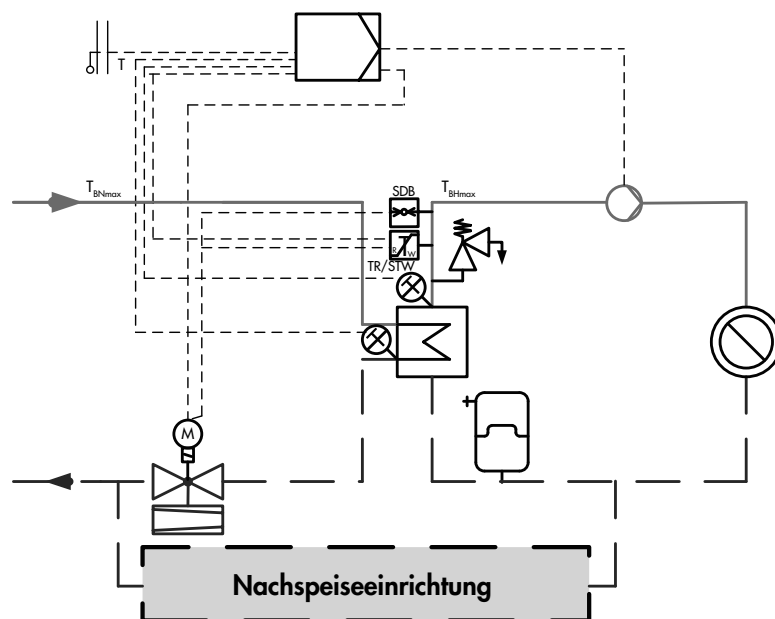 T
T_BNmax
SDB
T_BHmax
R T W
TR/STW
M
Nachspeiseeinrichtung